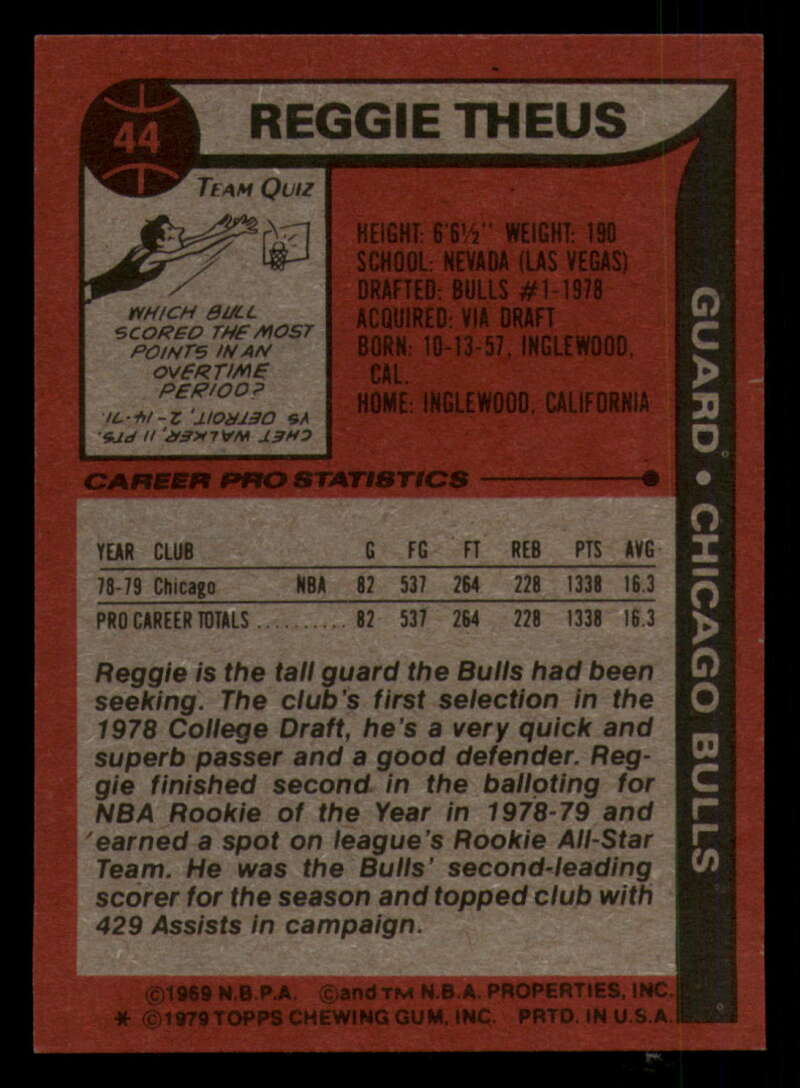 44
REGGIE THEUS
TEAM QUIZ
WHICH BULL
SCORED THE MOST
POINTS IN AN
OVERTIME
PERIOD?
CHET WALKER, 11 PTS.
VS DETROIT, 2-14-71.
HEIGHT: 6'6½" WEIGHT: 190
SCHOOL: NEVADA (LAS VEGAS)
DRAFTED: BULLS #1-1978
ACQUIRED: VIA DRAFT
BORN: 10-13-57, INGLEWOOD,
CAL.
HOME: INGLEWOOD, CALIFORNIA
GUARD • CHICAGO BULLS
CAREER PRO STATISTICS
YEAR CLUB G FG FT REB PTS AVG
78-79 Chicago NBA 82 537 264 228 1338 16.3
PRO CAREER TOTALS .......... 82 537 264 228 1338 16.3
Reggie is the tall guard the Bulls had been
seeking. The club's first selection in the
1978 College Draft, he's a very quick and
superb passer and a good defender. Reg-
gie finished second in the balloting for
NBA Rookie of the Year in 1978-79 and
earned a spot on league's Rookie All-Star
Team. He was the Bulls' second-leading
scorer for the season and topped club with
429 Assists in campaign.
©1969 N.B.P.A. ©and TM N.B.A. PROPERTIES, INC.
* ©1979 TOPPS CHEWING GUM, INC. PRTD. IN U.S.A.